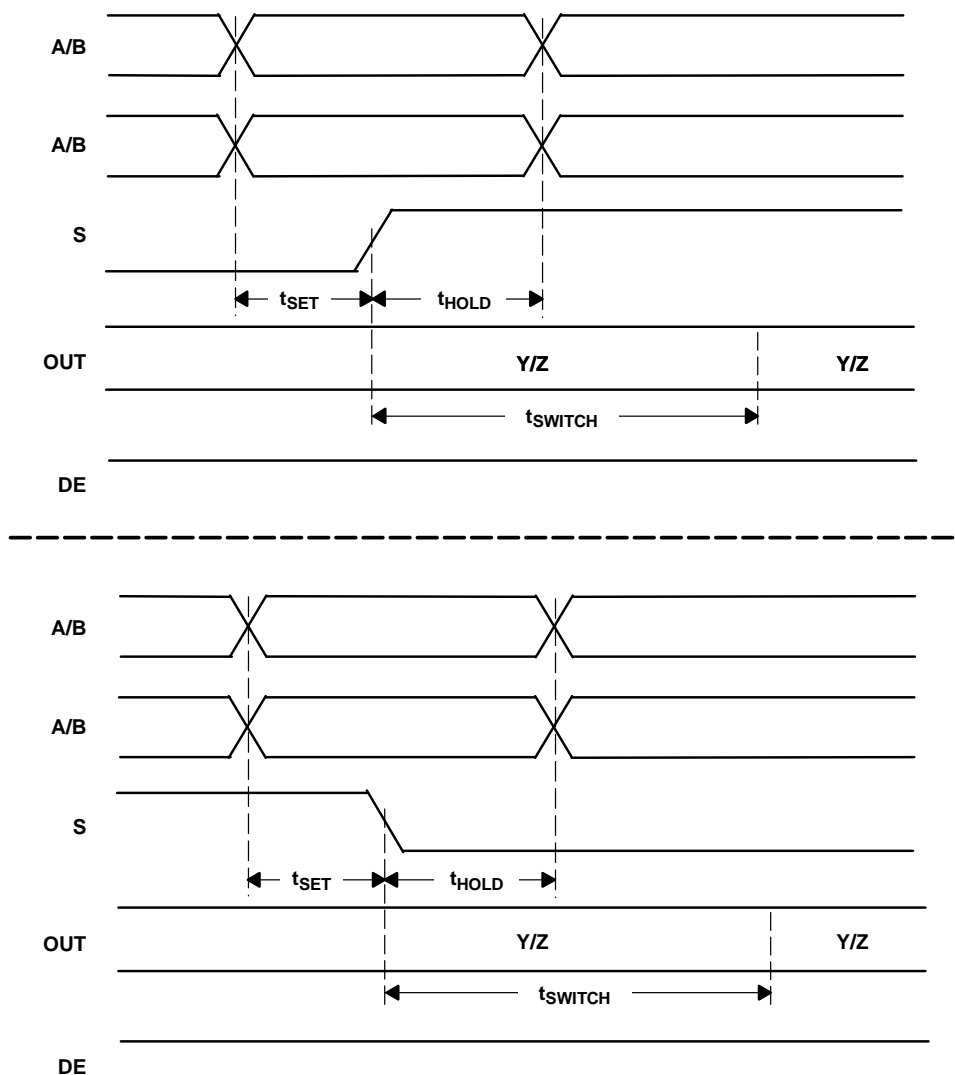 A/B
A/B
S
tSET tHOLD
OUT Y/Z Y/Z
tSWITCH
DE
A/B
A/B
S
tSET tHOLD
OUT Y/Z Y/Z
tSWITCH
DE